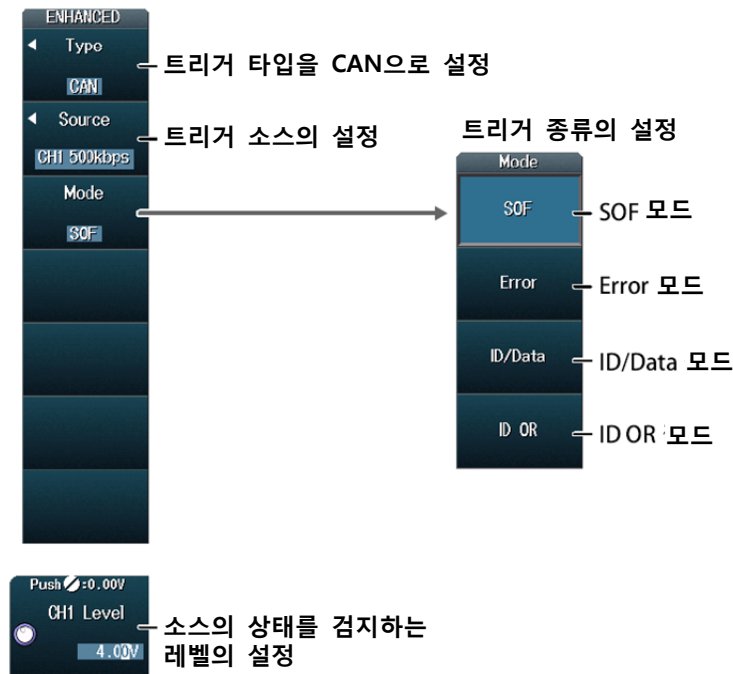 ENHANCED
Type
CAN
트리거 타입을 CAN으로 설정
Source
CH1 500kbps
트리거 소스의 설정
Mode
SOF
트리거 종류의 설정
Mode
SOF
SOF 모드
Error
Error 모드
ID/Data
ID/Data 모드
ID OR
ID OR 모드
Push:0.00V
CH1 Level
4.00V
소스의 상태를 검지하는
레벨의 설정